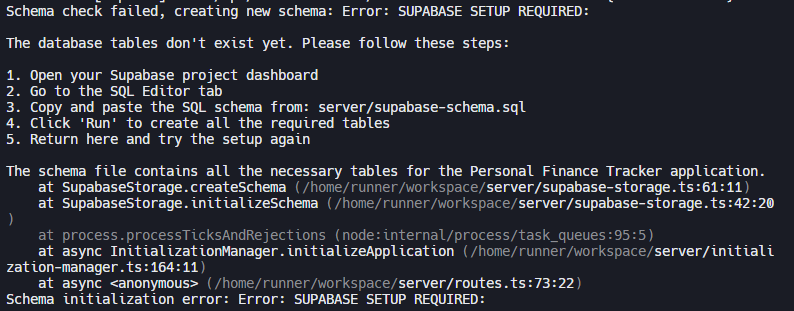 Schema check failed, creating new schema: Error: SUPABASE SETUP REQUIRED:
The database tables don't exist yet. Please follow these steps:
1. Open your Supabase project dashboard
2. Go to the SQL Editor tab
3. Copy and paste the SQL schema from: server/supabase-schema.sql
4. Click 'Run' to create all the required tables
5. Return here and try the setup again
The schema file contains all the necessary tables for the Personal Finance Tracker application.
at SupabaseStorage.createSchema (/home/runner/workspace/server/supabase-storage.ts:61:11)
at SupabaseStorage.initializeSchema (/home/runner/workspace/server/supabase-storage.ts:42:20
)
at process.processTicksAndRejections (node:internal/process/task_queues:95:5)
at async InitializationManager.initializeApplication (/home/runner/workspace/server/initiali
zation-manager.ts:164:11)
at async <anonymous> (/home/runner/workspace/server/routes.ts:73:22)
Schema initialization error: Error: SUPABASE SETUP REQUIRED: